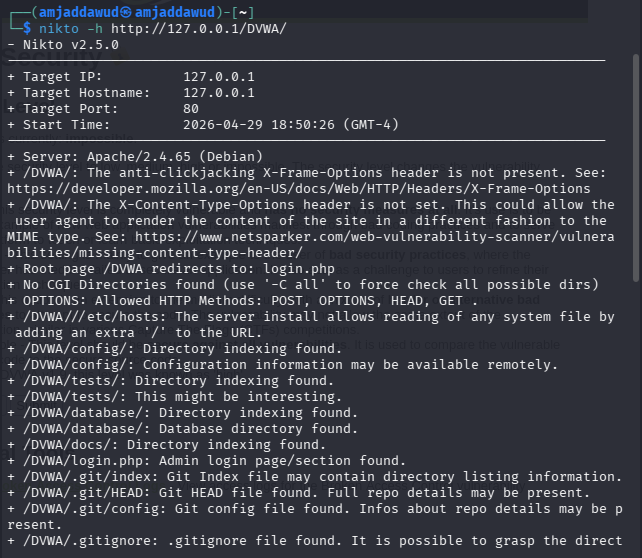 ┌──(amjaddawud㉿amjaddawud)-[~]
└─$ nikto -h http://127.0.0.1/DVWA/
- Nikto v2.5.0
---------------------------------------------------------------------------
+ Target IP:          127.0.0.1
+ Target Hostname:    127.0.0.1
+ Target Port:        80
+ Start Time:         2026-04-29 18:50:26 (GMT-4)
---------------------------------------------------------------------------
+ Server: Apache/2.4.65 (Debian)
+ /DVWA/: The anti-clickjacking X-Frame-Options header is not present. See:
https://developer.mozilla.org/en-US/docs/Web/HTTP/Headers/X-Frame-Options
+ /DVWA/: The X-Content-Type-Options header is not set. This could allow the
 user agent to render the content of the site in a different fashion to the
MIME type. See: https://www.netsparker.com/web-vulnerability-scanner/vulnera
bilities/missing-content-type-header/
+ Root page /DVWA redirects to: login.php
+ No CGI Directories found (use '-C all' to force check all possible dirs)
+ OPTIONS: Allowed HTTP Methods: POST, OPTIONS, HEAD, GET .
+ /DVWA///etc/hosts: The server install allows reading of any system file by
 adding an extra '/' to the URL.
+ /DVWA/config/: Directory indexing found.
+ /DVWA/config/: Configuration information may be available remotely.
+ /DVWA/tests/: Directory indexing found.
+ /DVWA/tests/: This might be interesting.
+ /DVWA/database/: Directory indexing found.
+ /DVWA/database/: Database directory found.
+ /DVWA/docs/: Directory indexing found.
+ /DVWA/login.php: Admin login page/section found.
+ /DVWA/.git/index: Git Index file may contain directory listing information.
+ /DVWA/.git/HEAD: Git HEAD file found. Full repo details may be present.
+ /DVWA/.git/config: Git config file found. Infos about repo details may be p
resent.
+ /DVWA/.gitignore: .gitignore file found. It is possible to grasp the direct